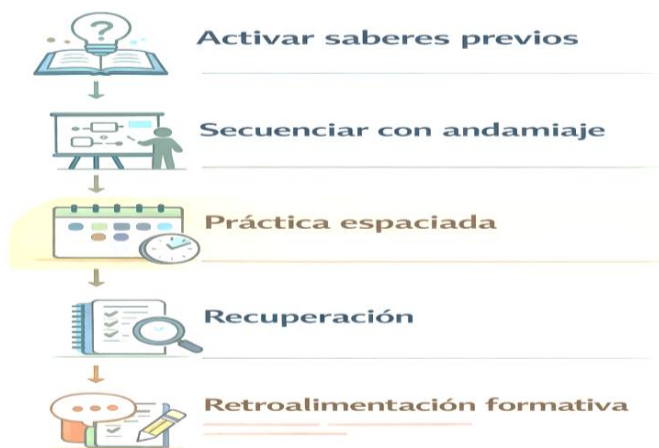 Activar saberes previos
Secuenciar con andamiaje
Práctica espaciada
Recuperación
Retroalimentación formativa